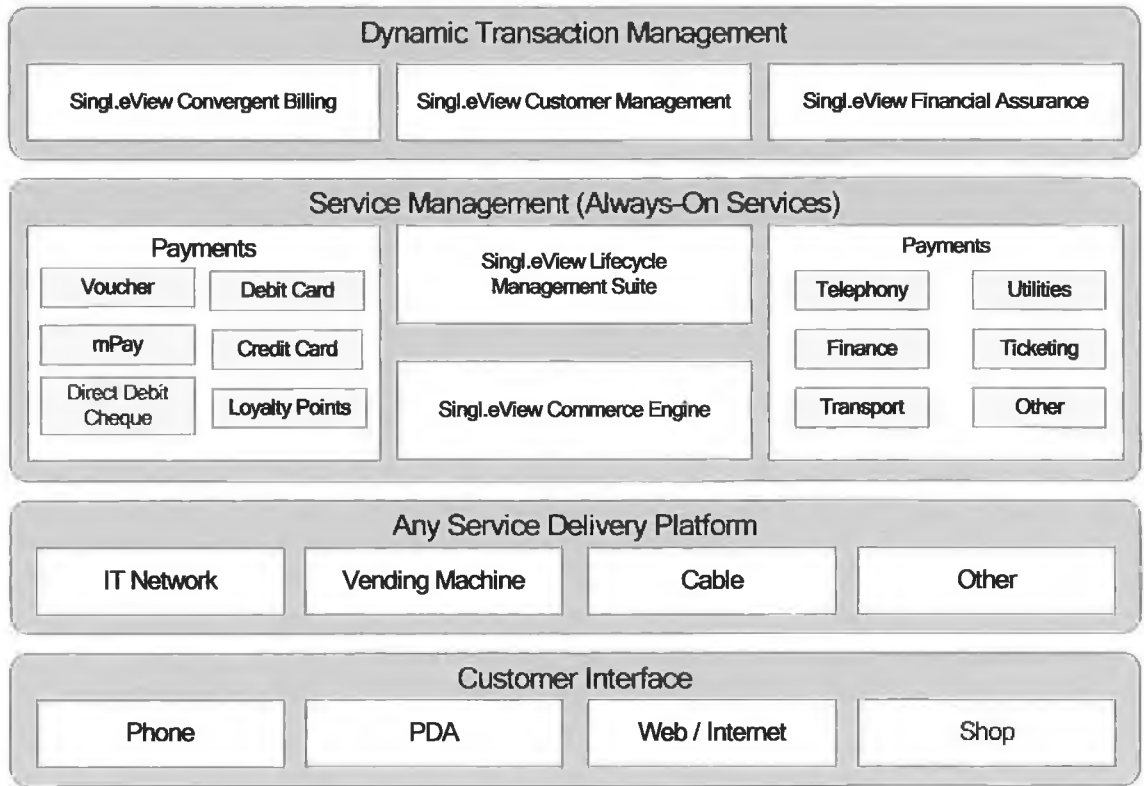 Dynamic Transaction Management
Singl.eView Convergent Billing
Singl.eView Customer Management
Singl.eView Financial Assurance
Service Management (Always-On Services)
Payments
Voucher
Debit Card
mPay
Credit Card
Direct Debit
Cheque
Loyalty Points
Singl.eView Lifecycle
Management Suite
Singl.eView Commerce Engine
Payments
Telephony
Utilities
Finance
Ticketing
Transport
Other
Any Service Delivery Platform
IT Network
Vending Machine
Cable
Other
Customer Interface
Phone
PDA
Web / Internet
Shop